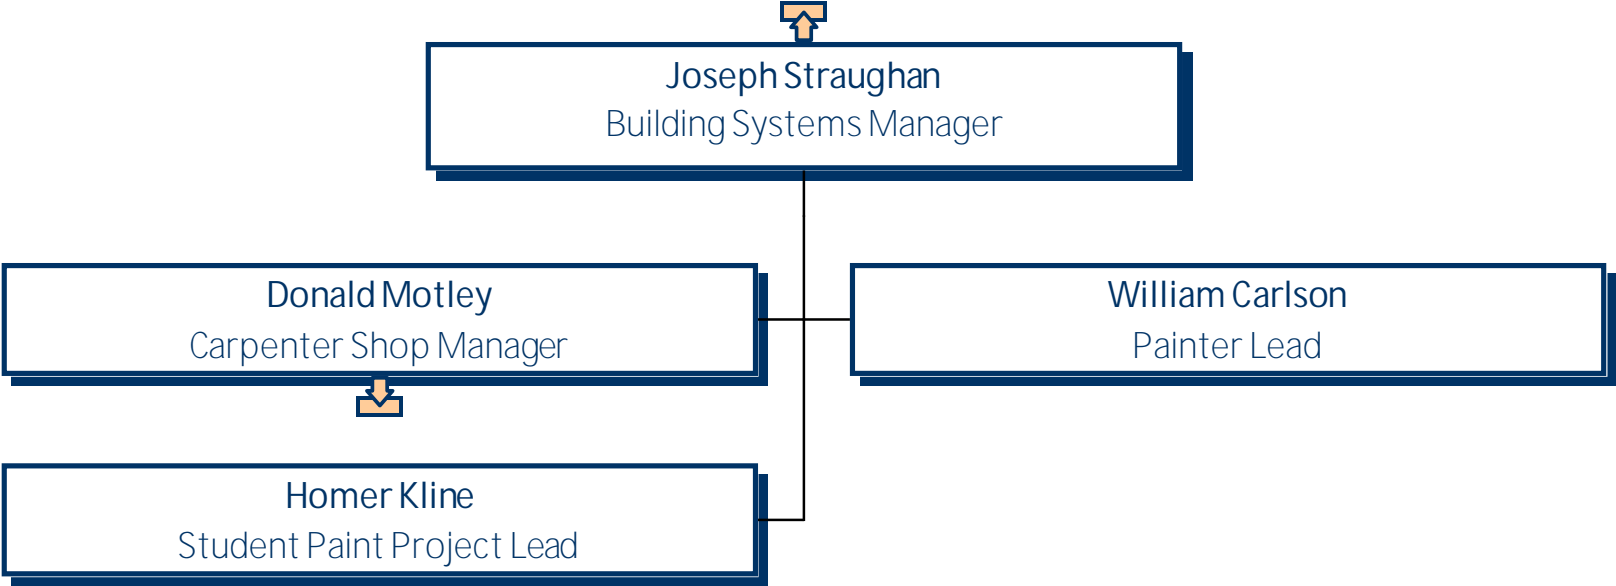 Joseph Straughan
Building Systems Manager
Donald Motley
Carpenter Shop Manager
William Carlson
Painter Lead
Homer Kline
Student Paint Project Lead